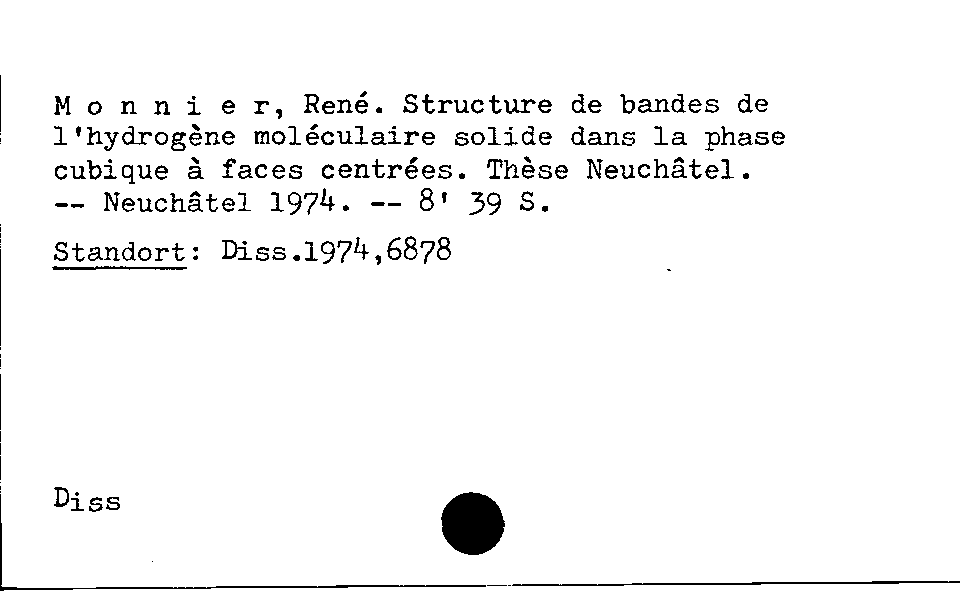 M o n n i e r, René. Structure de bandes de
l'hydrogène moléculaire solide dans la phase
cubique à faces centrées. Thèse Neuchâtel.
-- Neuchâtel 1974. -- 8' 39 S.
Standort: Diss.1974,6878
Diss